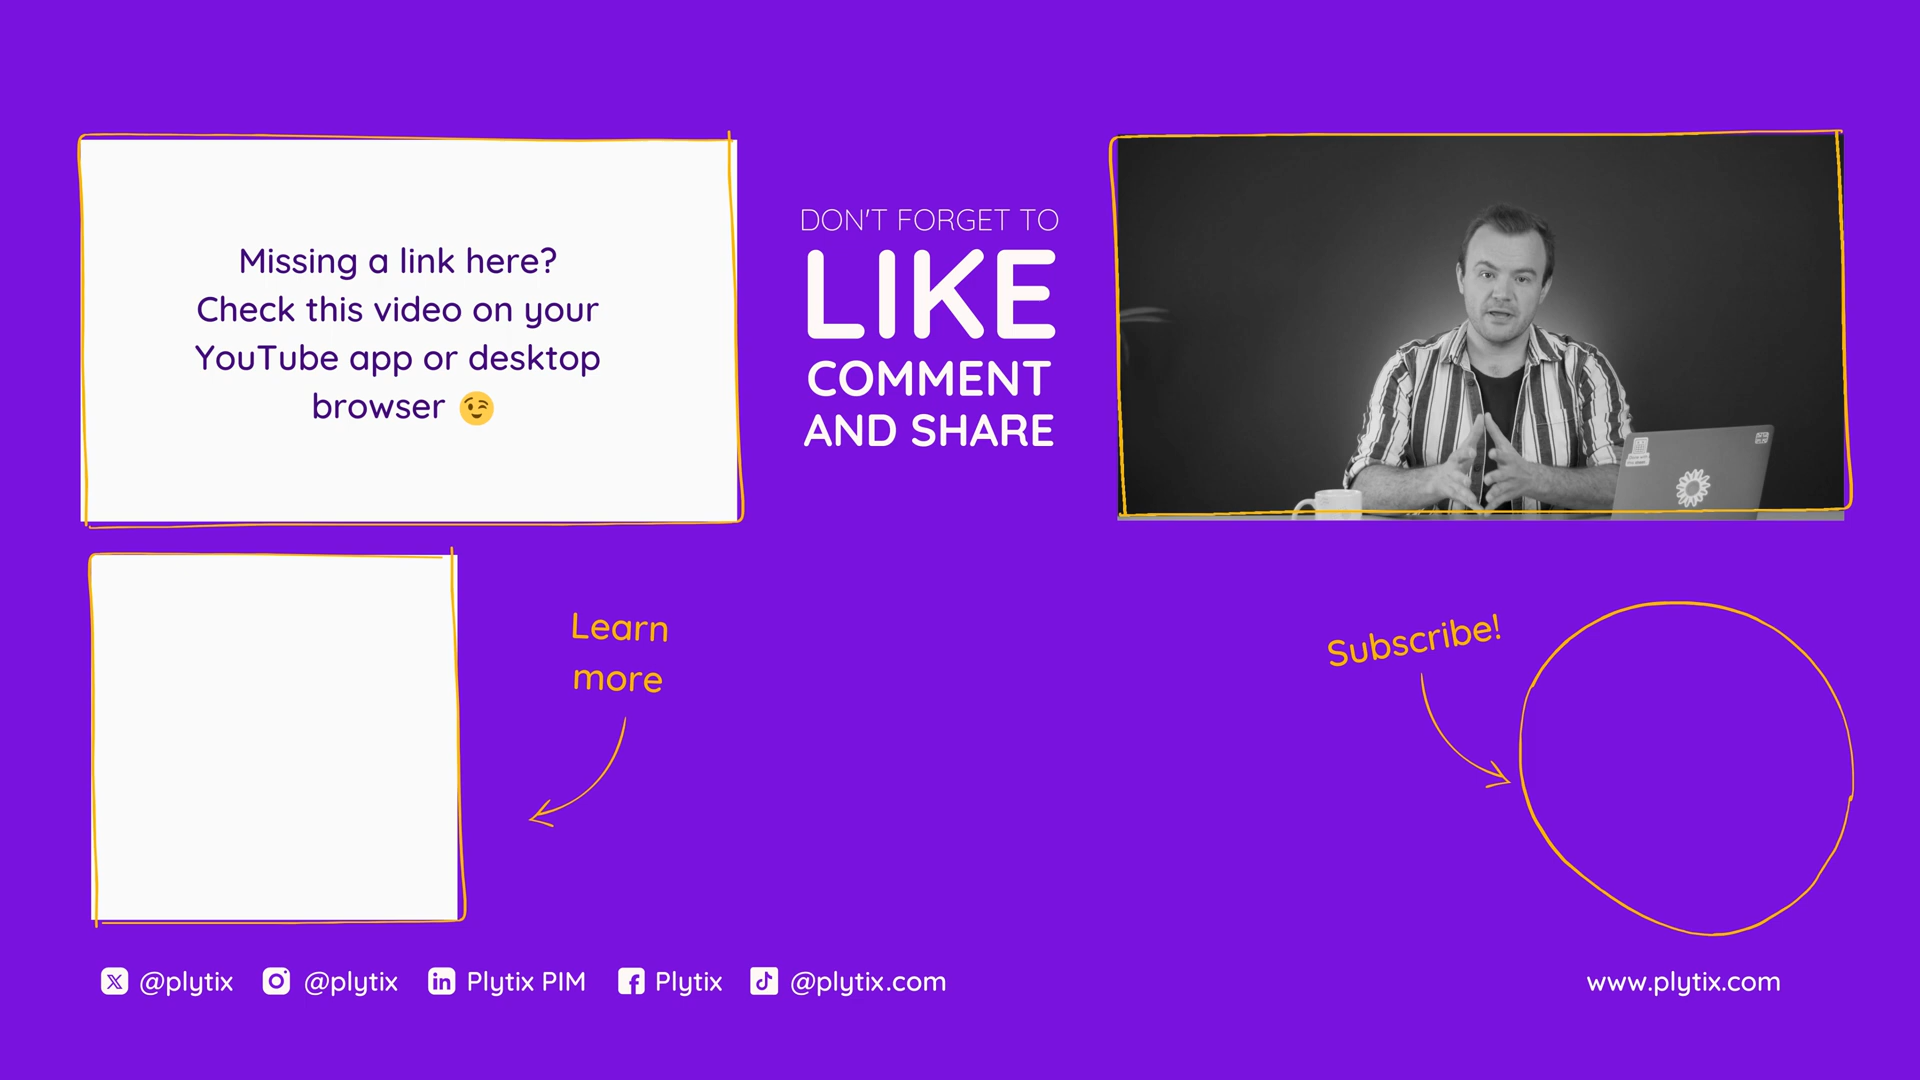 Missing a link here?
Check this video on your
YouTube app or desktop
browser 😉
DON'T FORGET TO
LIKE
COMMENT
AND SHARE
Learn
more
Subscribe!
@plytix
@plytix
Plytix PIM
Plytix
@plytix.com
www.plytix.com